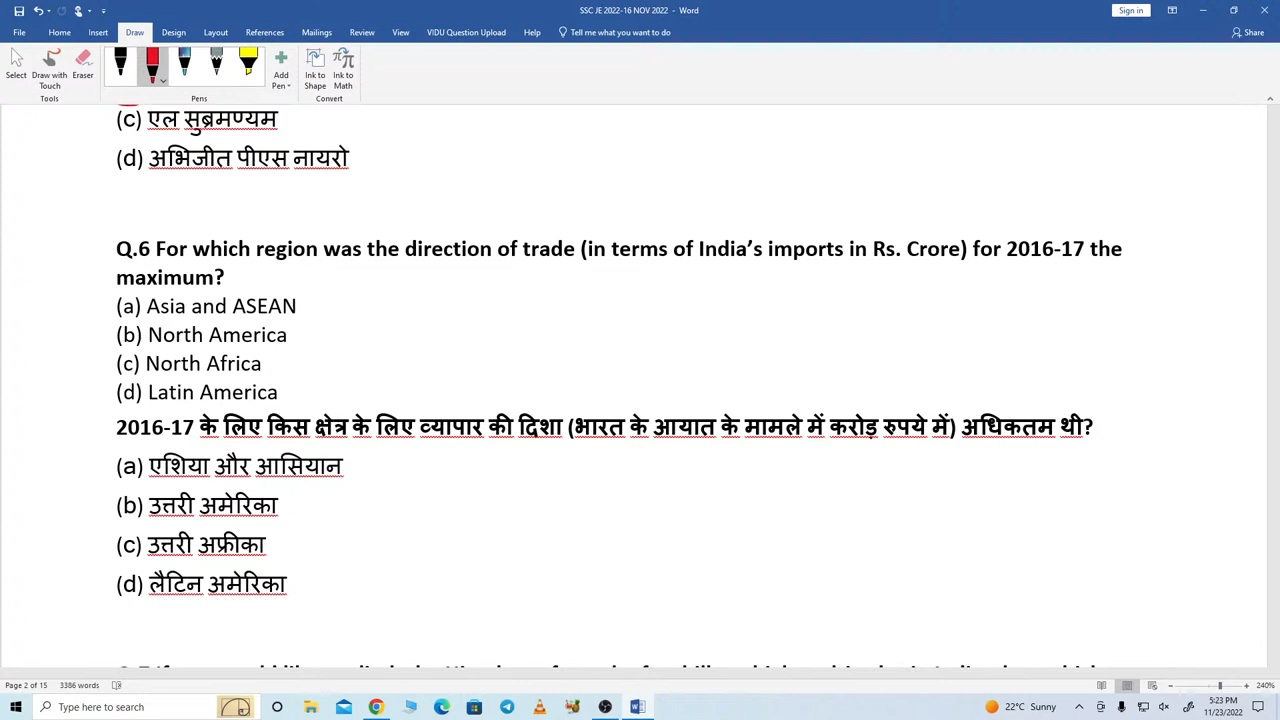 SSC JE 2022-16 NOV 2022 - Word
Sign in
File Home Insert Draw Design Layout References Mailings Review View VIDU Question Upload Help Tell me what you want to do Share
Select Draw with Touch Eraser Add Pen Ink to Shape Ink to Math
Tools Pens Convert
(c) एल सुब्रमण्यम
(d) अभिजीत पीएस नायरो
Q.6 For which region was the direction of trade (in terms of India’s imports in Rs. Crore) for 2016-17 the
maximum?
(a) Asia and ASEAN
(b) North America
(c) North Africa
(d) Latin America
2016-17 के लिए किस क्षेत्र के लिए व्यापार की दिशा (भारत के आयात के मामले में करोड़ रुपये में) अधिकतम थी?
(a) एशिया और आसियान
(b) उत्तरी अमेरिका
(c) उत्तरी अफ्रीका
(d) लैटिन अमेरिका
Page 2 of 15 3386 words 240%
Type here to search 22°C Sunny 5:23 PM
11/23/2022